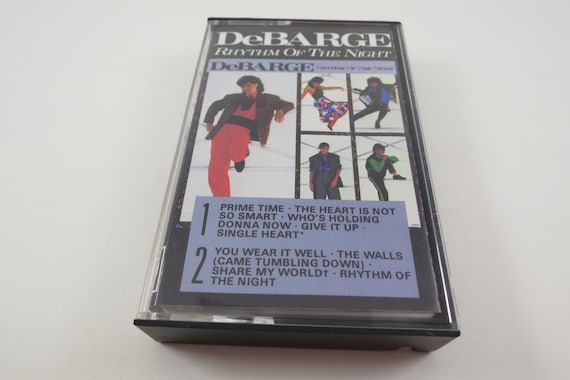 DeBARGE
RHYTHM OF THE NIGHT
DeBARGE RHYTHM OF THE NIGHT
1 PRIME TIME · THE HEART IS NOT
SO SMART · WHO'S HOLDING
DONNA NOW · GIVE IT UP ·
SINGLE HEART*
2 YOU WEAR IT WELL · THE WALLS
(CAME TUMBLING DOWN) ·
SHARE MY WORLD† · RHYTHM OF
THE NIGHT